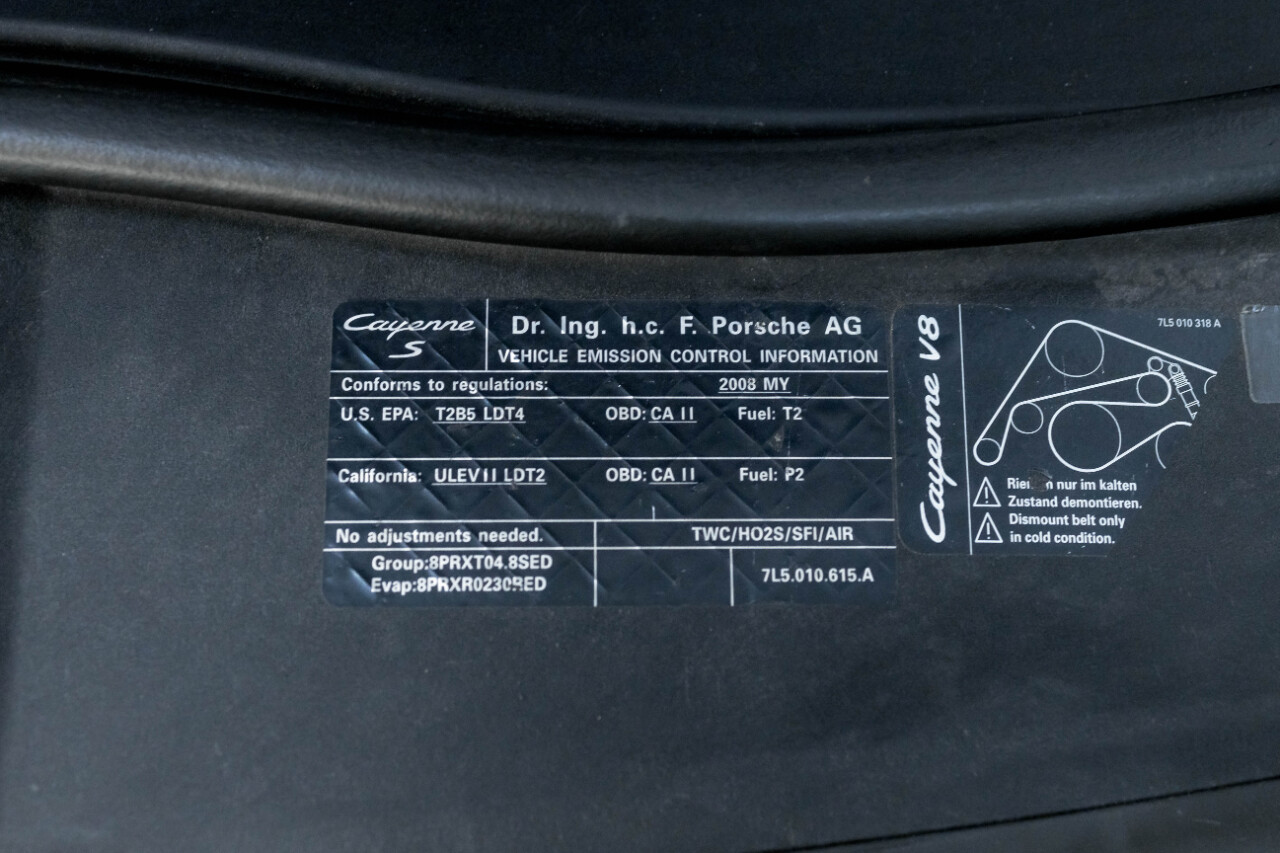 Cayenne
S
Dr. Ing. h.c. F. Porsche AG
VEHICLE EMISSION CONTROL INFORMATION
Conforms to regulations: 2008 MY
U.S. EPA: T2B5 LDT4 OBD: CA II Fuel: T2
California: ULEVII LDT2 OBD: CA II Fuel: P2
No adjustments needed. TWC/HO2S/SFI/AIR
Group:8PRXT04.8SED
Evap:8PRXR0230RED
7L5.010.615.A
Cayenne V8
7L5 010 318 A
nur im kalten
Zustand demontieren.
Dismount belt only
in cold condition.